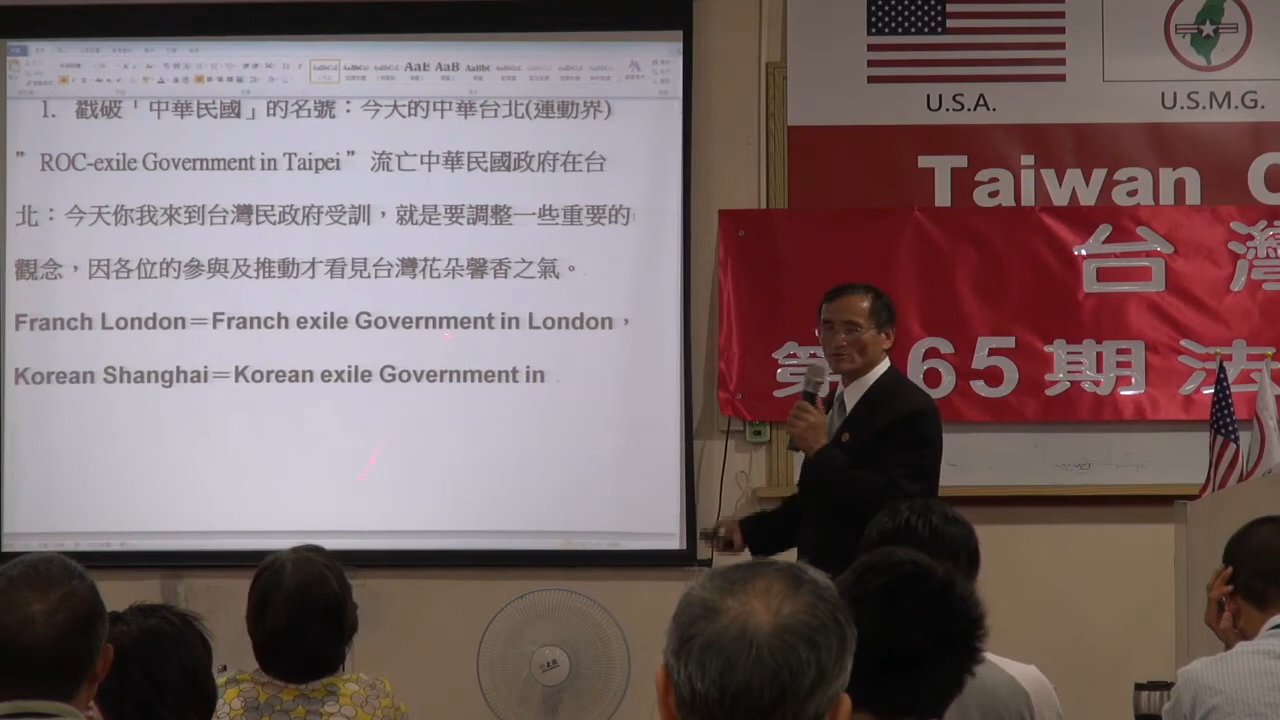 1. 戳破「中華民國」的名號：今天的中華台北(運動界)
” ROC-exile Government in Taipei ” 流亡中華民國政府在台
北：今天你我來到台灣民政府受訓，就是要調整一些重要的
觀念，因各位的參與及推動才看見台灣花朵馨香之氣。
Franch London＝Franch exile Government in London，
Korean Shanghai＝Korean exile Government in
U.S.A.
U.S.M.G.
Taiwan C
台灣
第 65期 法